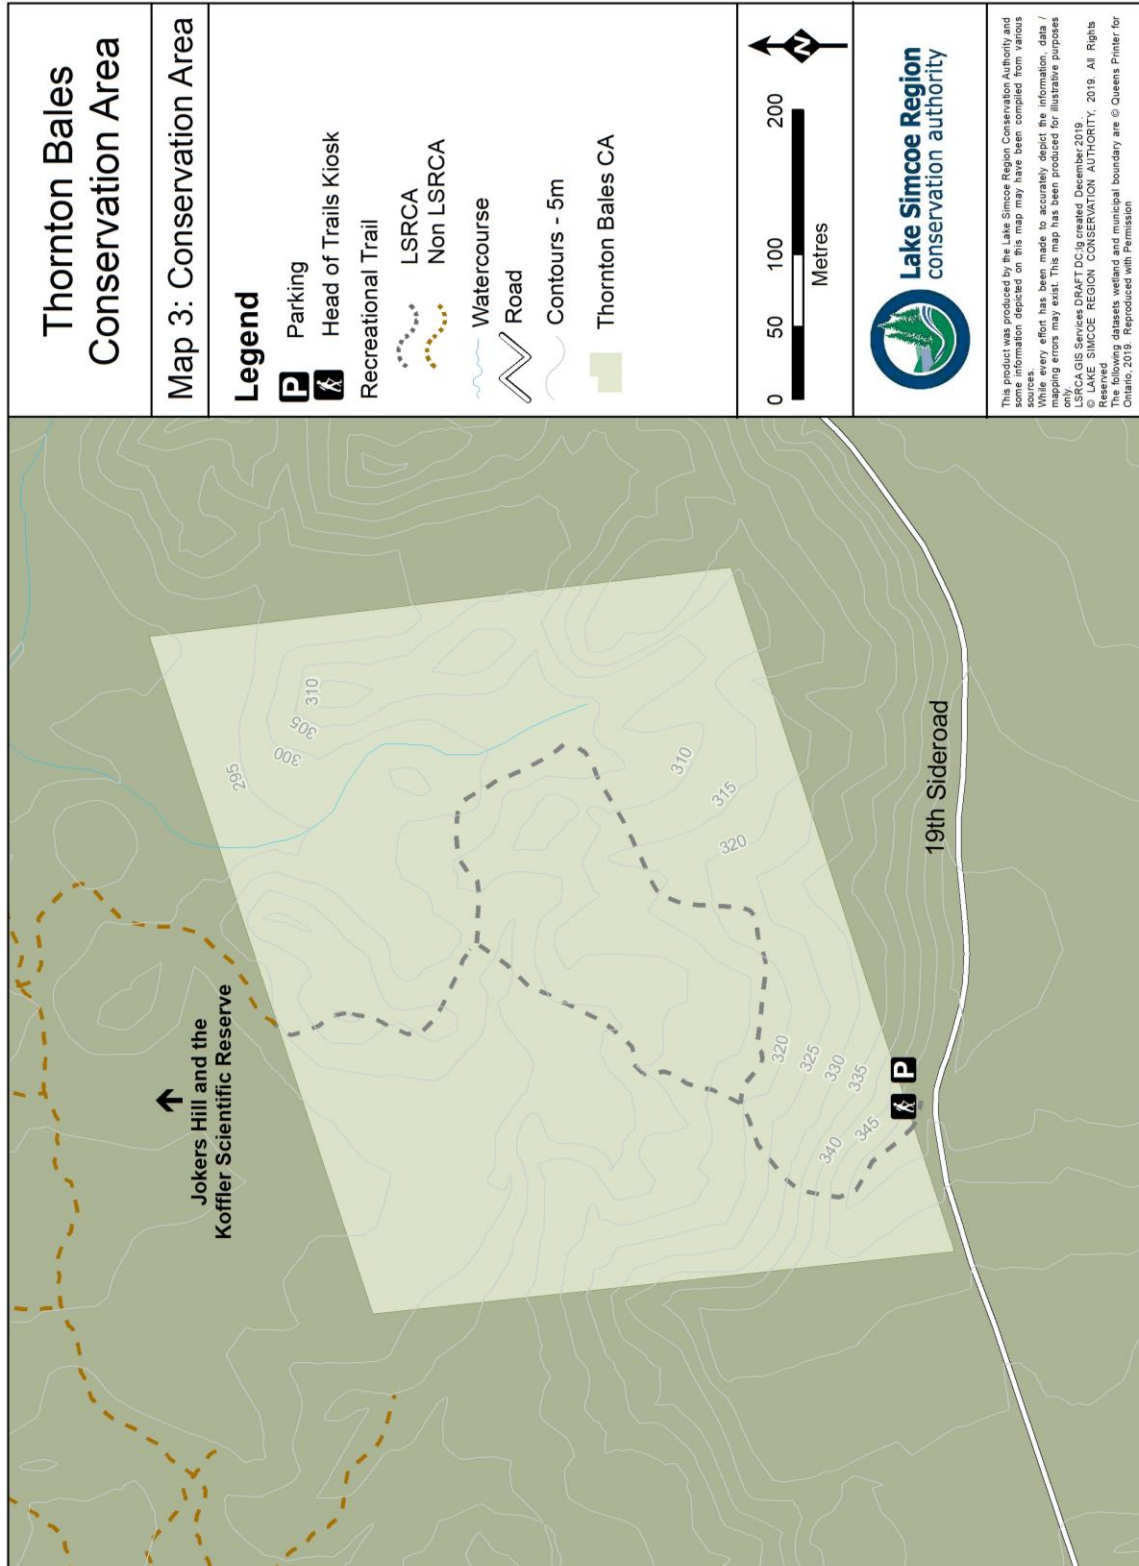 Thornton Bales
Conservation Area
Map 3: Conservation Area
Legend
P
Parking
Head of Trails Kiosk
Recreational Trail
LSRCA
Non LSRCA
Watercourse
Road
Contours - 5m
Thornton Bales CA
0
50
100
200
Metres
N
Lake Simcoe Region
conservation authority
This product was produced by the Lake Simcoe Region Conservation Authority and
some information depicted on this map may have been compiled from various
sources.
While every effort has been made to accurately depict the information, data /
mapping errors may exist. This map has been produced for illustrative purposes
only.
LSRCA GIS Services DRAFT DC:lg created December 2019.
© LAKE SIMCOE REGION CONSERVATION AUTHORITY, 2019. All Rights
Reserved
The following datasets wetland and municipal boundary are © Queens Printer for
Ontario. 2019. Reproduced with Permission
Jokers Hill and the
Koffler Scientific Reserve
295
300
305
310
310
315
320
320
325
330
335
340
345
P
19th Sideroad